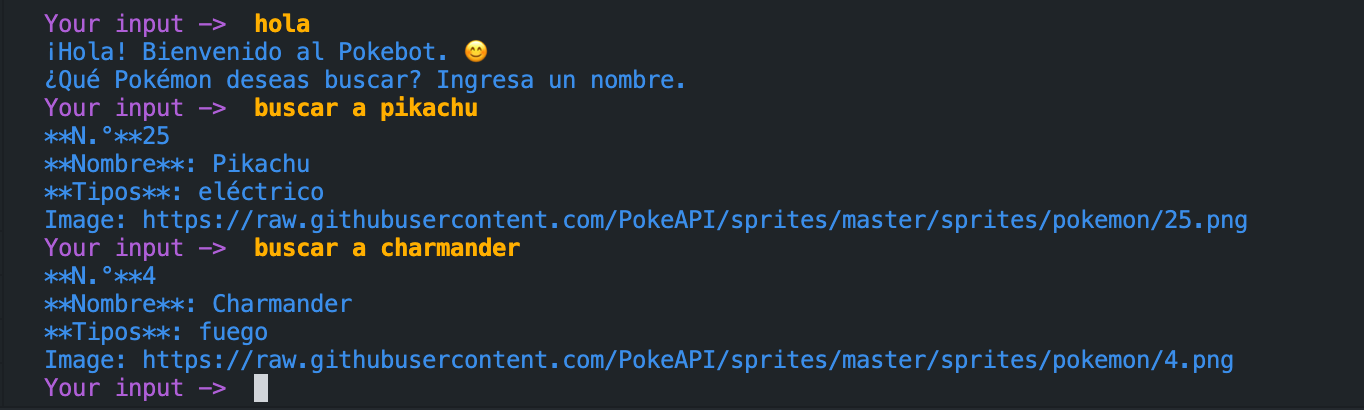 Your input -> hola
¡Hola! Bienvenido al Pokebot. 😊
¿Qué Pokémon deseas buscar? Ingresa un nombre.
Your input -> buscar a pikachu
**N.°**25
**Nombre**: Pikachu
**Tipos**: eléctrico
Image: https://raw.githubusercontent.com/PokeAPI/sprites/master/sprites/pokemon/25.png
Your input -> buscar a charmander
**N.°**4
**Nombre**: Charmander
**Tipos**: fuego
Image: https://raw.githubusercontent.com/PokeAPI/sprites/master/sprites/pokemon/4.png
Your input ->